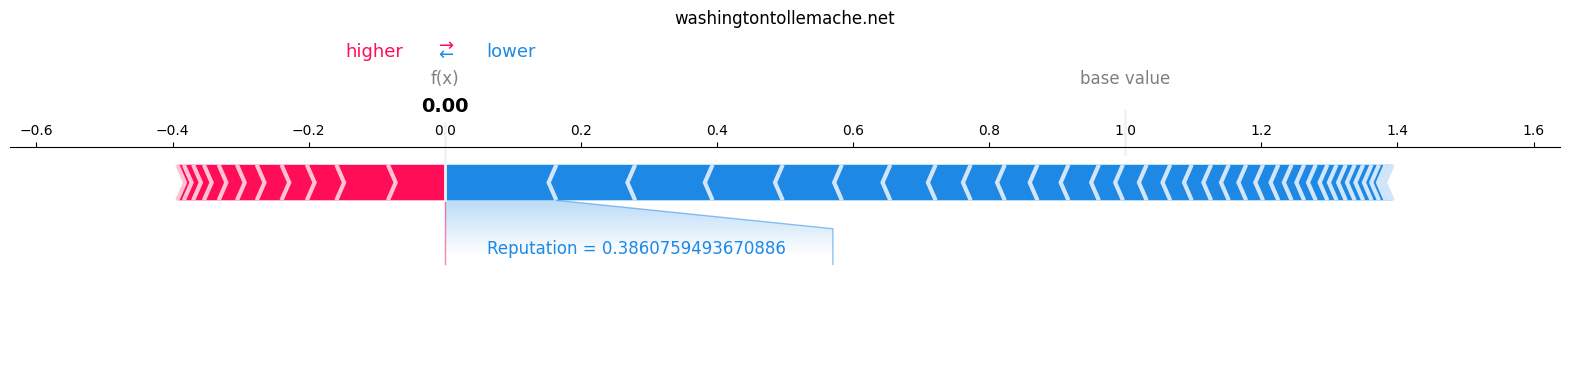 washingtontollemache.net
higher ⇄ lower
f(x) base value
0.00
−0.6 −0.4 −0.2 0.0 0.2 0.4 0.6 0.8 1.0 1.2 1.4 1.6
Reputation = 0.3860759493670886